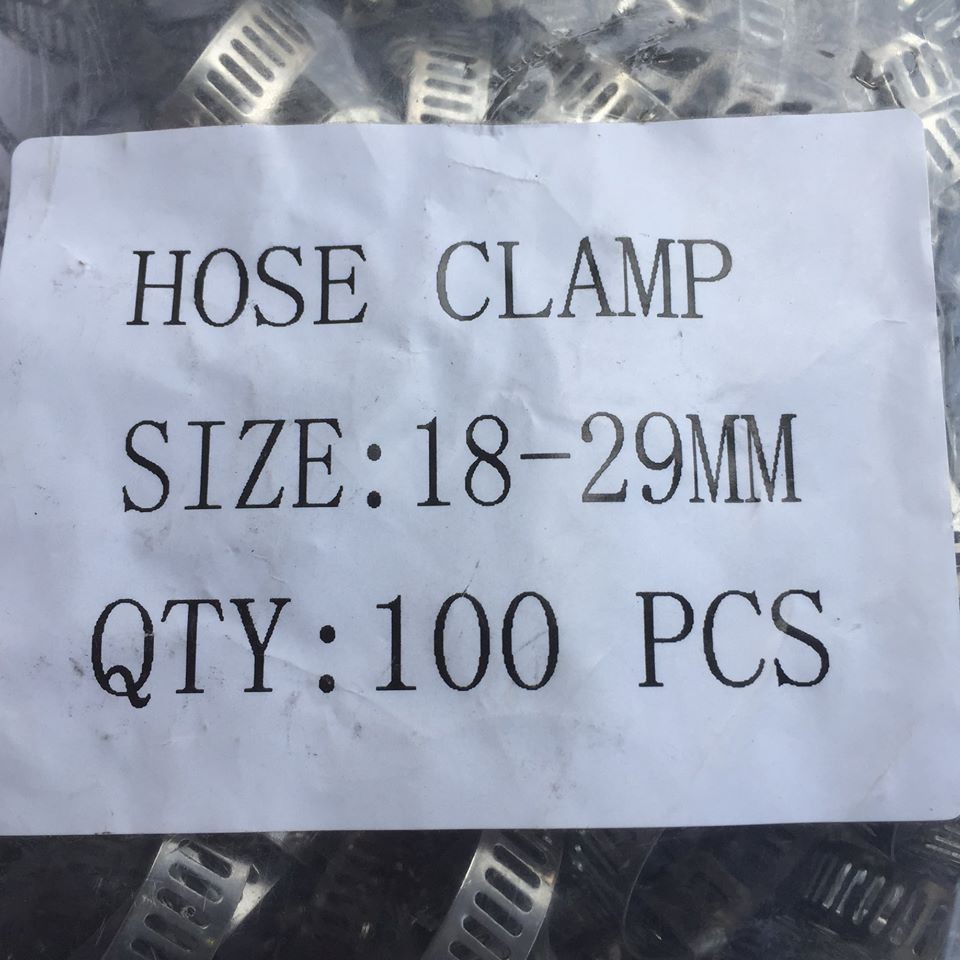 HOSE CLAMP
SIZE:18-29MM
QTY:100 PCS